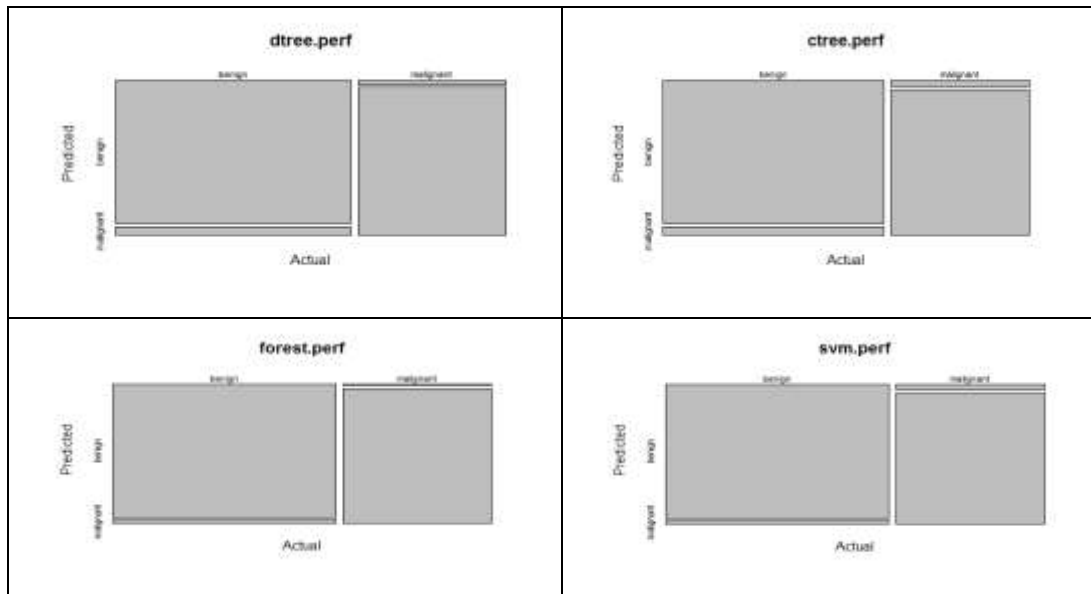 dtree.perf
benign
malignant
Predicted
benign
malignant
Actual
ctree.perf
benign
malignant
Predicted
benign
malignant
Actual
forest.perf
benign
malignant
Predicted
benign
malignant
Actual
svm.perf
benign
malignant
Predicted
benign
malignant
Actual